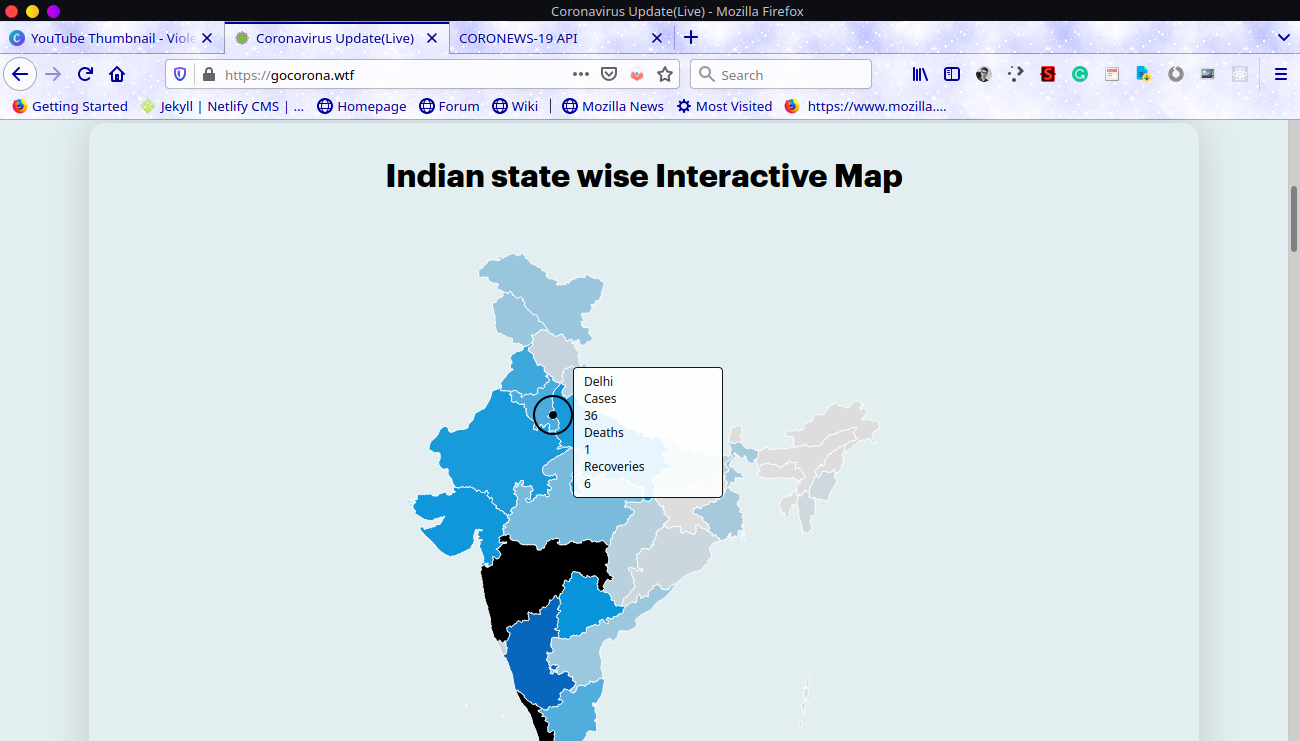 Coronavirus Update(Live) - Mozilla Firefox
YouTube Thumbnail - Viole
Coronavirus Update(Live)
CORONEWS-19 API
https://gocorona.wtf
Search
Getting Started
Jekyll | Netlify CMS | ...
Homepage
Forum
Wiki
Mozilla News
Most Visited
https://www.mozilla....
Indian state wise Interactive Map
Delhi
Cases
36
Deaths
1
Recoveries
6